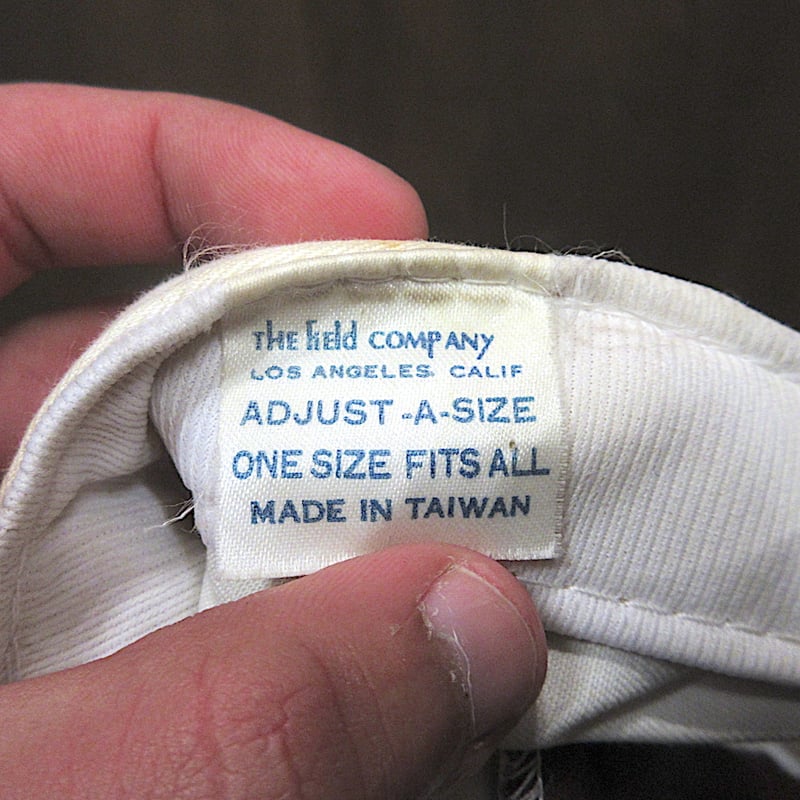 THE field COMPANY
LOS ANGELES. CALIF
ADJUST-A-SIZE
ONE SIZE FITS ALL
MADE IN TAIWAN